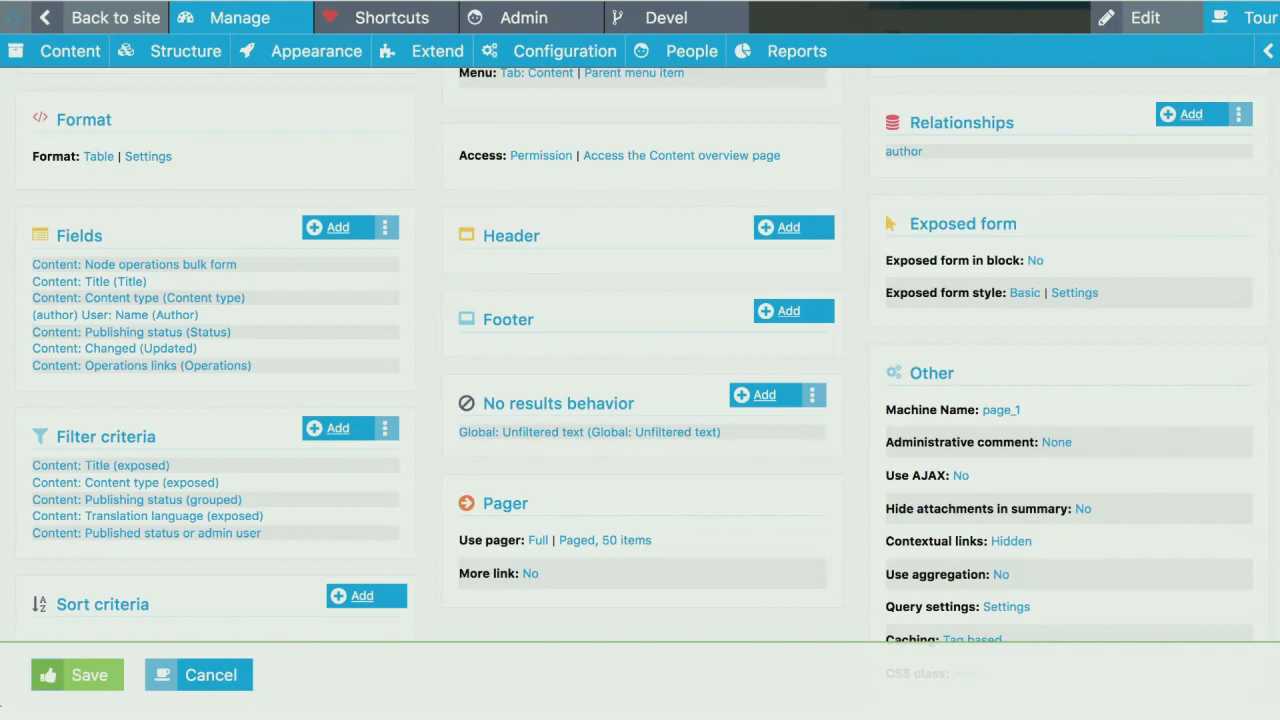 Back to site
Manage
Shortcuts
Admin
Devel
Edit
Tour
Content
Structure
Appearance
Extend
Configuration
People
Reports
Format
Format: Table | Settings
Fields
Add
Content: Node operations bulk form
Content: Title (Title)
Content: Content type (Content type)
(author) User: Name (Author)
Content: Publishing status (Status)
Content: Changed (Updated)
Content: Operations links (Operations)
Filter criteria
Add
Content: Title (exposed)
Content: Content type (exposed)
Content: Publishing status (grouped)
Content: Translation language (exposed)
Content: Published status or admin user
Sort criteria
Add
Menu: Tab: Content | Parent menu item
Access: Permission | Access the Content overview page
Header
Add
Footer
Add
No results behavior
Add
Global: Unfiltered text (Global: Unfiltered text)
Pager
Use pager: Full | Paged, 50 items
More link: No
Relationships
Add
author
Exposed form
Exposed form in block: No
Exposed form style: Basic | Settings
Other
Machine Name: page_1
Administrative comment: None
Use AJAX: No
Hide attachments in summary: No
Contextual links: Hidden
Use aggregation: No
Query settings: Settings
Caching: Tag based
CSS class:
Save
Cancel